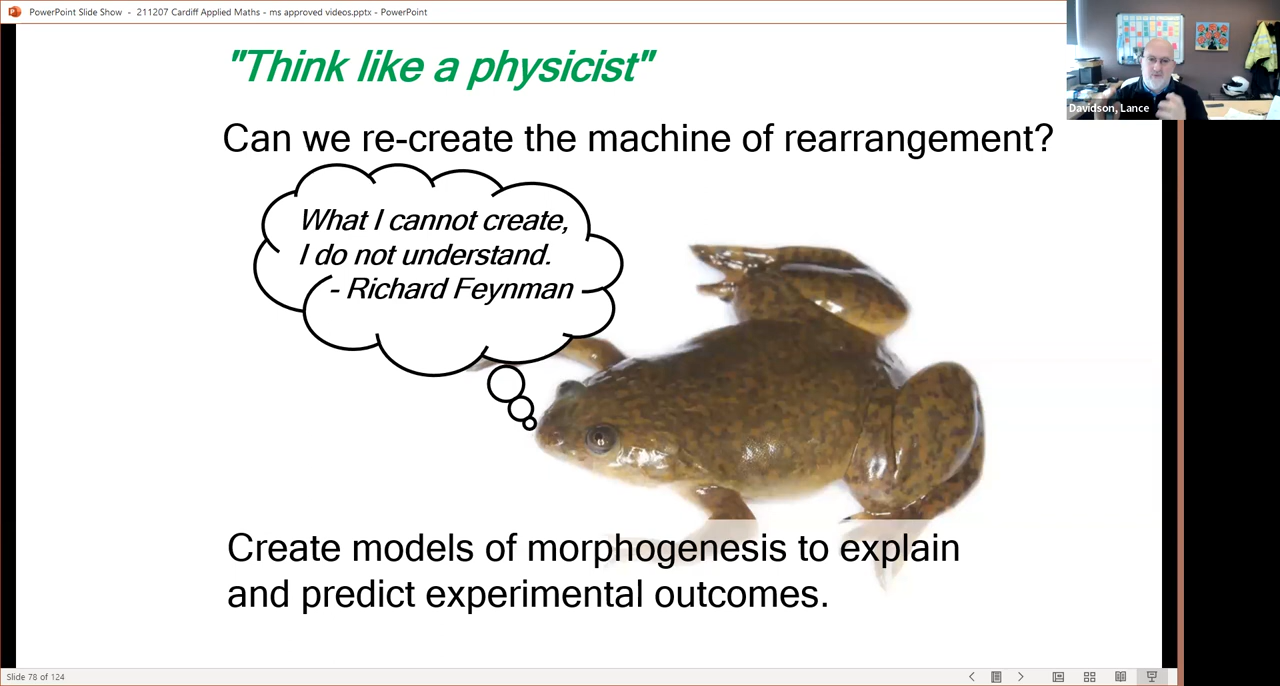 PowerPoint Slide Show - 211207 Cardiff Applied Maths - ms approved videos.pptx - PowerPoint
"Think like a physicist"
Davidson, Lance
Can we re-create the machine of rearrangement?
What I cannot create,
I do not understand.
- Richard Feynman
Create models of morphogenesis to explain
and predict experimental outcomes.
Slide 78 of 124